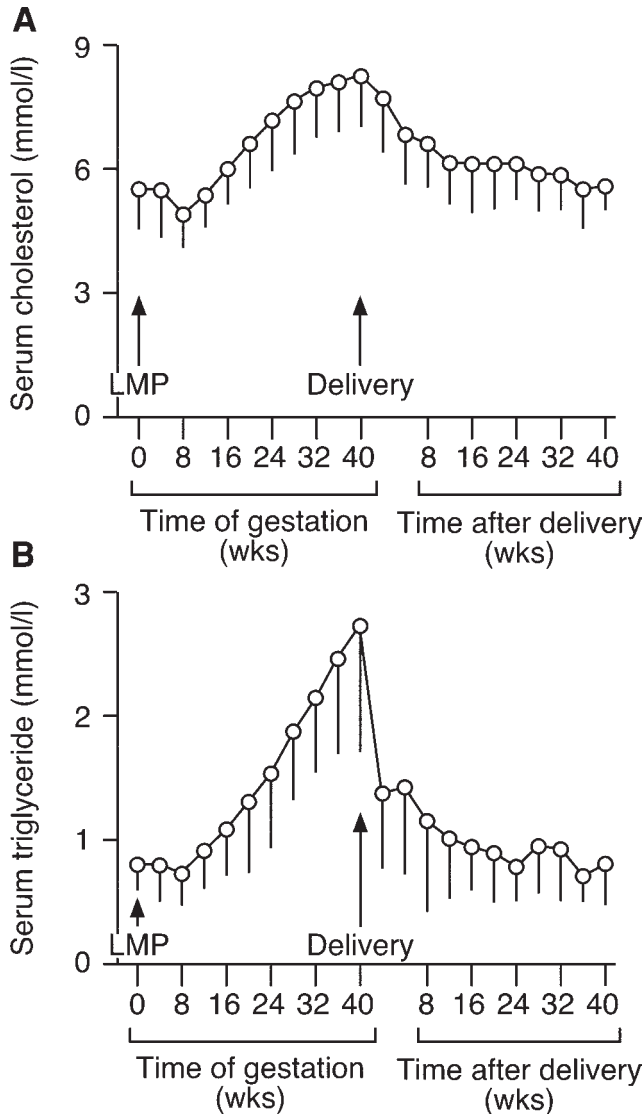 A
Serum cholesterol (mmol/l)
9
6
3
0
LMP
Delivery
0 8 16 24 32 40 8 16 24 32 40
Time of gestation (wks)
Time after delivery (wks)
B
Serum triglyceride (mmol/l)
3
2
1
0
LMP
Delivery
0 8 16 24 32 40 8 16 24 32 40
Time of gestation (wks)
Time after delivery (wks)